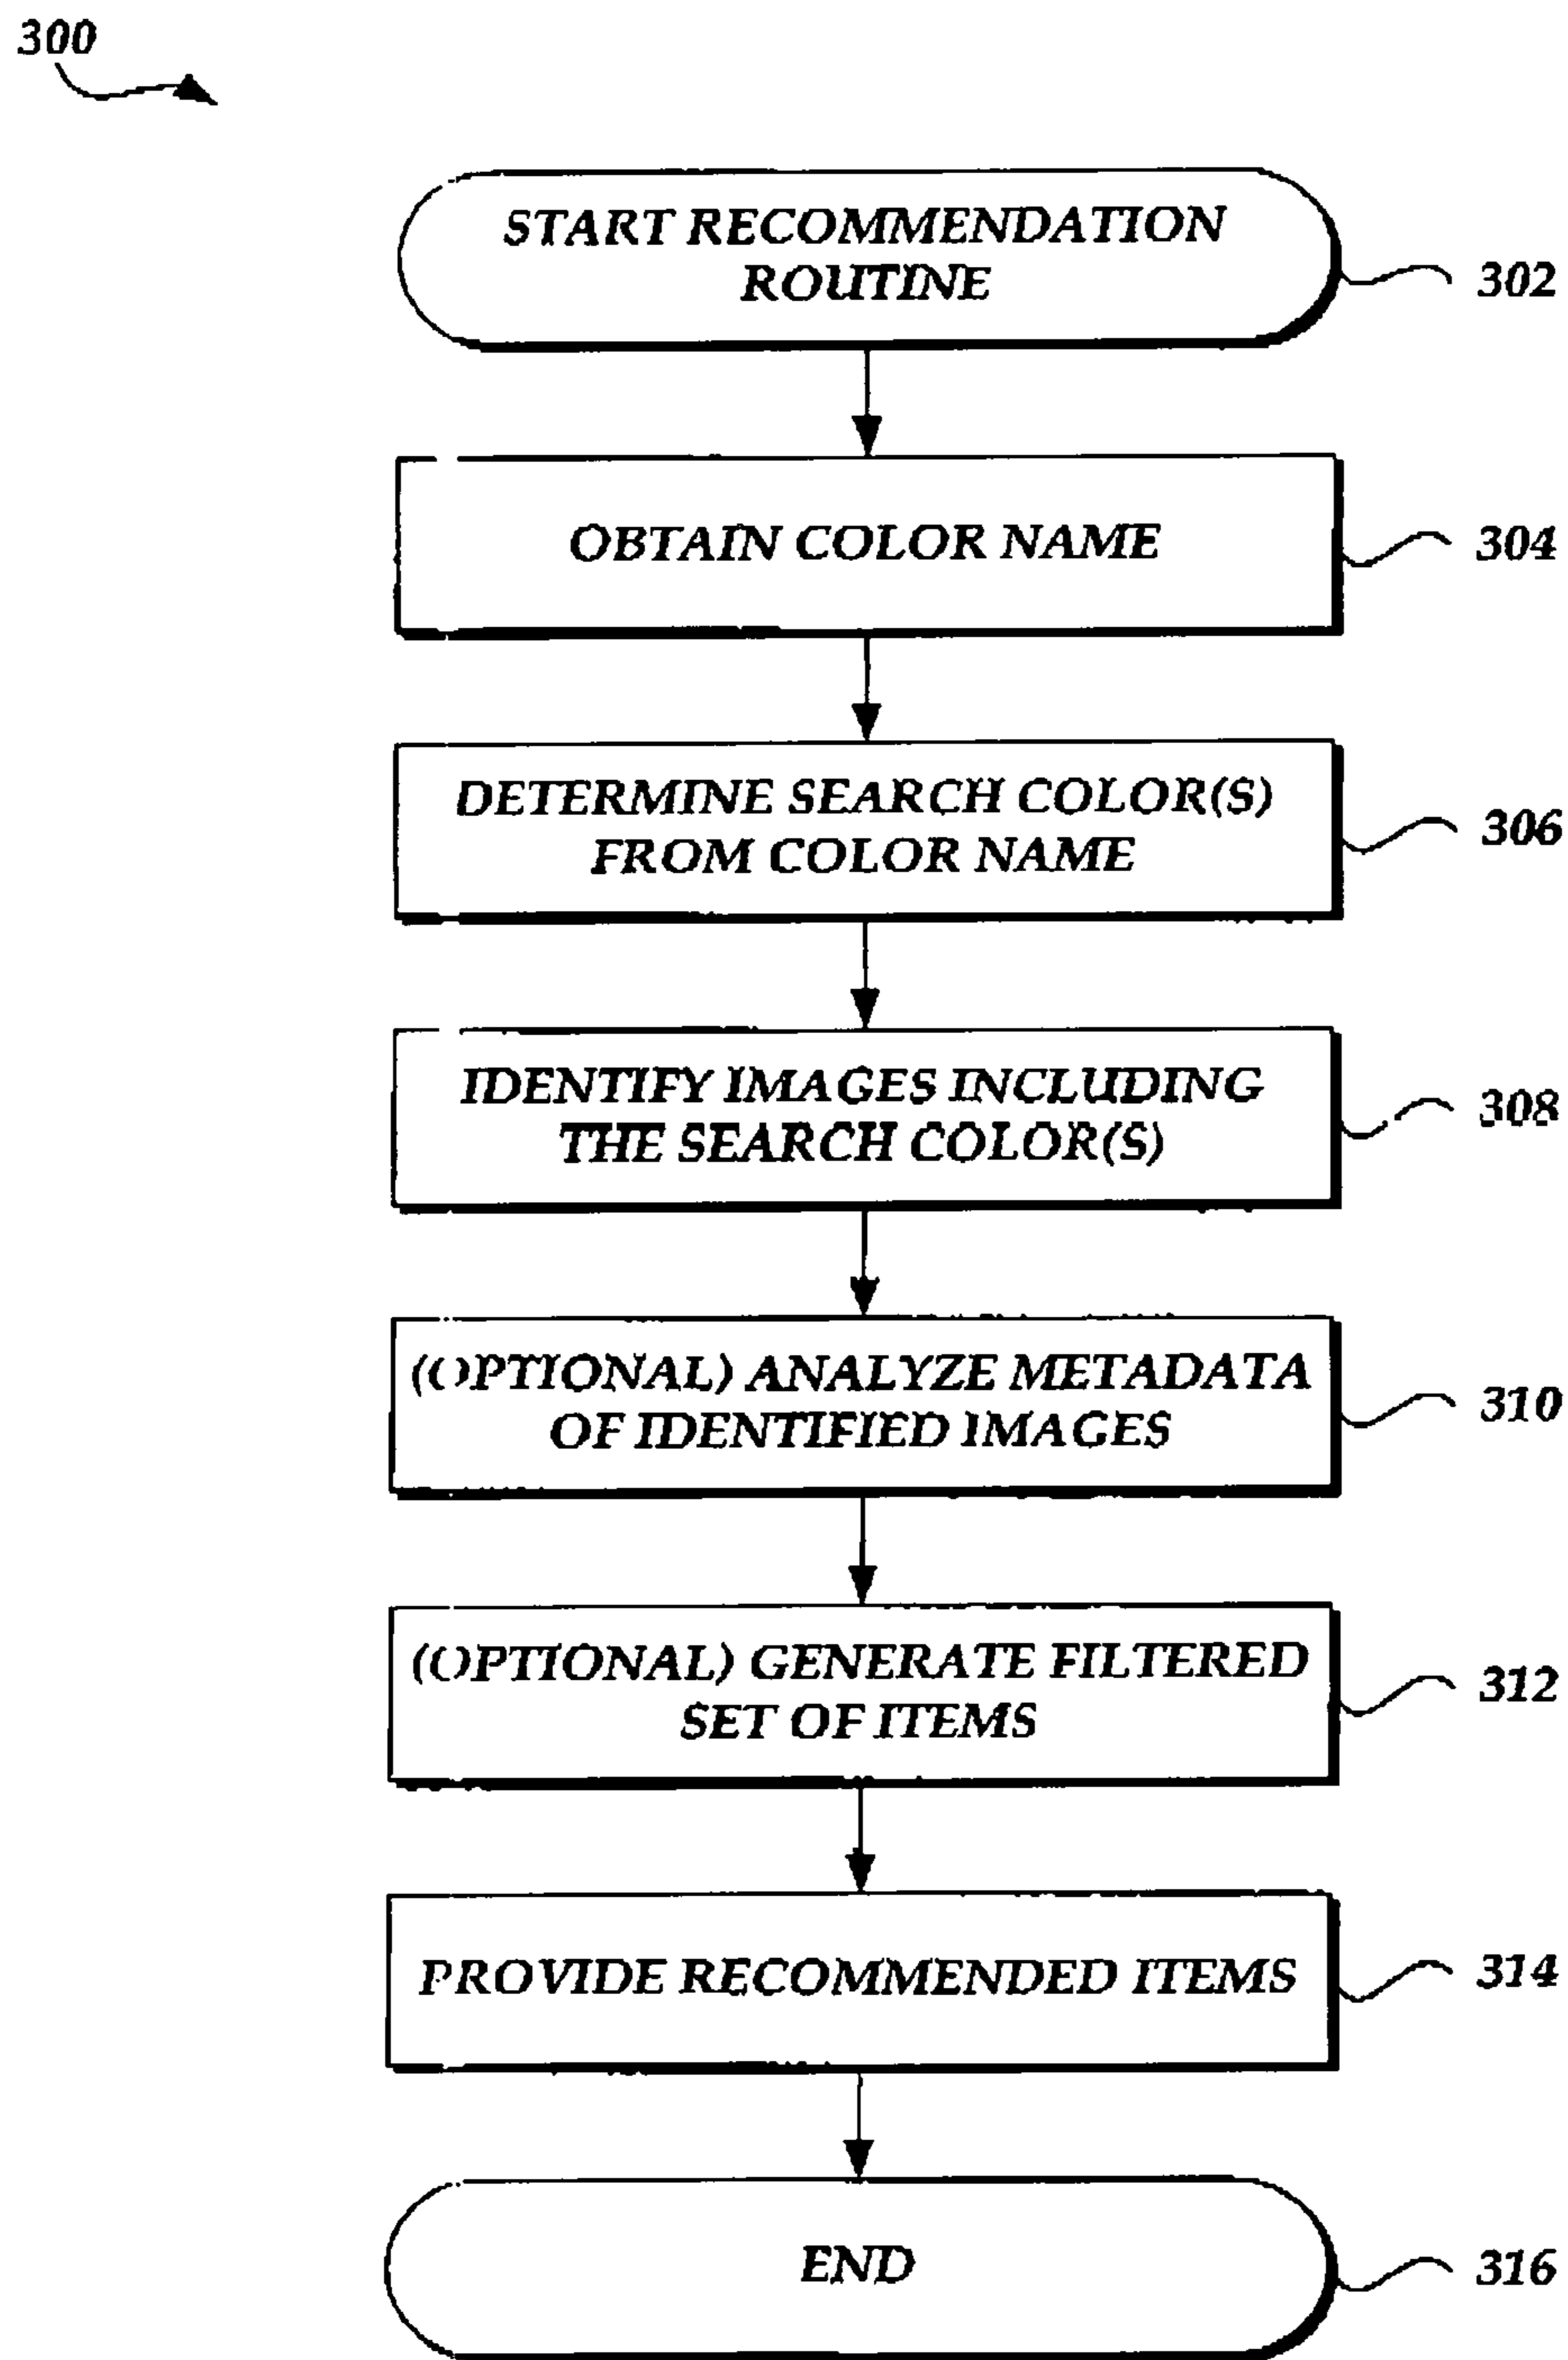 300
START RECOMMENDATION
ROUTINE
302
OBTAIN COLOR NAME
304
DETERMINE SEARCH COLOR(S)
FROM COLOR NAME
306
IDENTIFY IMAGES INCLUDING
THE SEARCH COLOR(S)
308
(OPTIONAL) ANALYZE METADATA
OF IDENTIFIED IMAGES
310
(OPTIONAL) GENERATE FILTERED
SET OF ITEMS
312
PROVIDE RECOMMENDED ITEMS
314
END
316